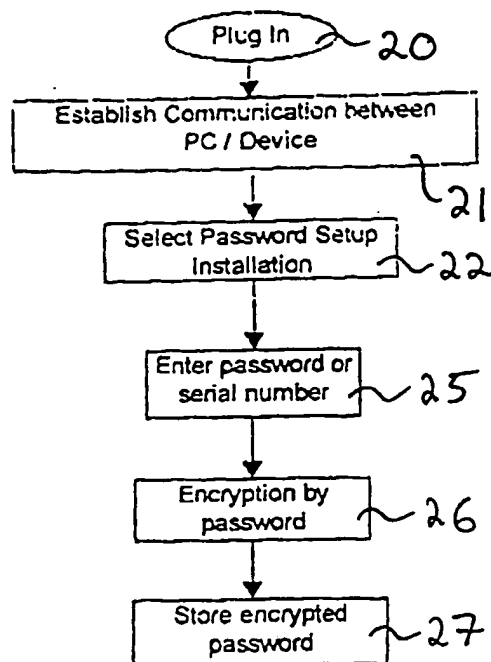 Plug In
20
Establish Communication between
PC / Device
21
Select Password Setup
Installation
22
Enter password or
serial number
25
Encryption by
password
26
Store encrypted
password
27